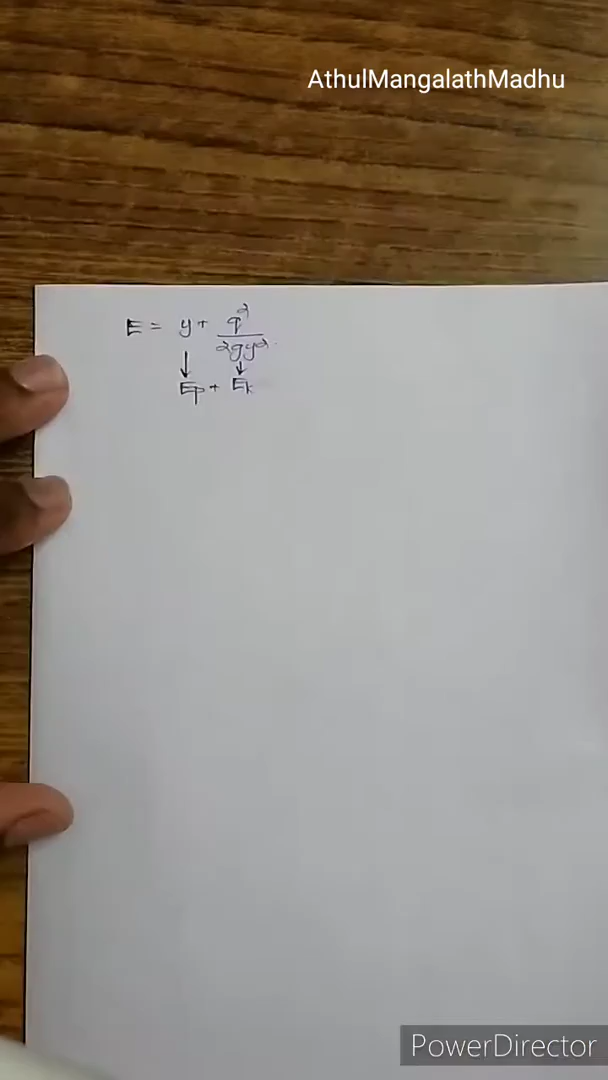 AthulMangalathMadhu
E = y + q²/2gy²
↓ ↓
Ep + Ek
PowerDirector